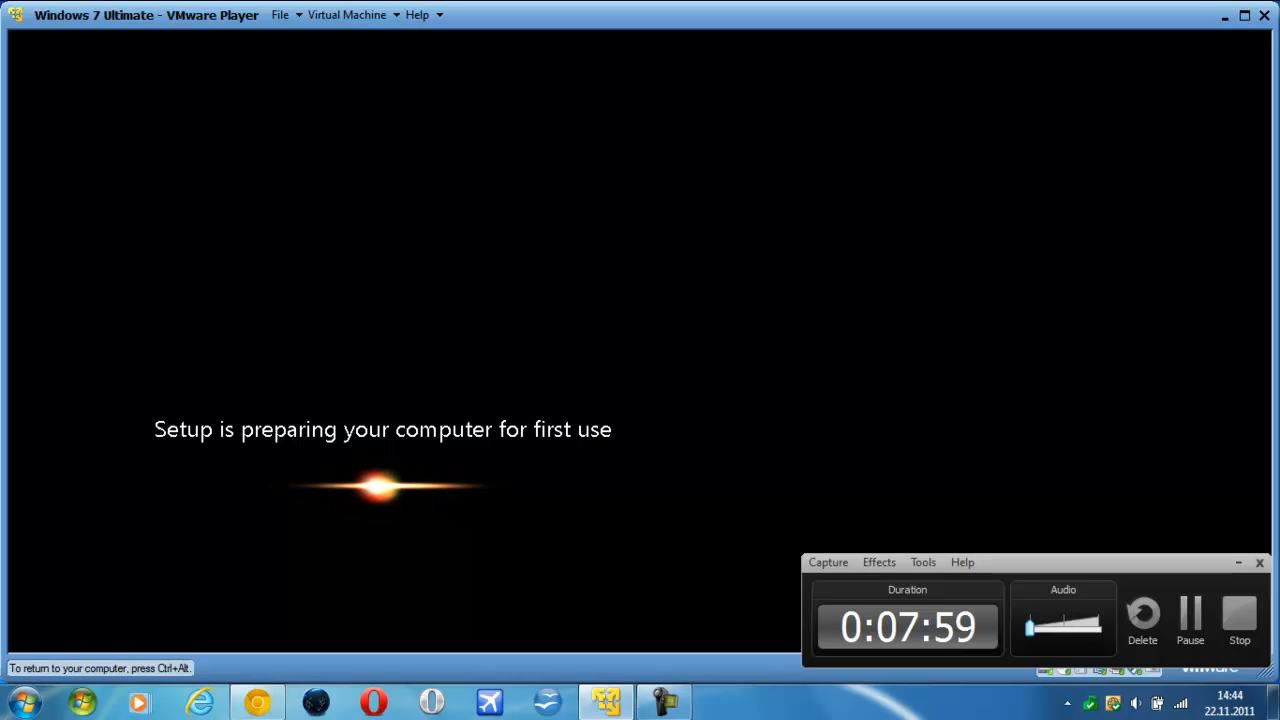 Windows 7 Ultimate - VMware Player File Virtual Machine Help
Setup is preparing your computer for first use
Capture Effects Tools Help
Duration Audio
0:07:59
Delete Pause Stop
To return to your computer, press Ctrl+Alt.
14:44
22.11.2011